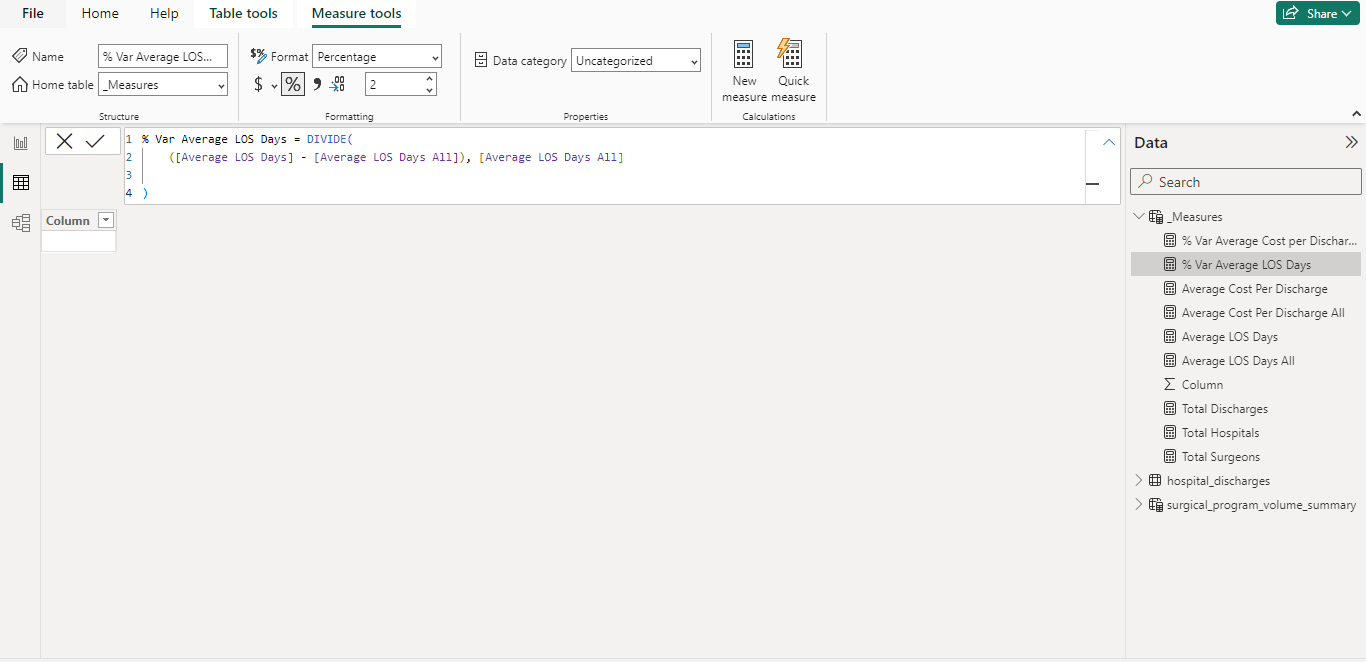 File Home Help Table tools Measure tools Share
Name % Var Average LOS...
Home table _Measures
Structure
$% Format Percentage
$ % 9 .00 2
Formatting
Data category Uncategorized
Properties
New measure
Quick measure
Calculations
1 % Var Average LOS Days = DIVIDE(
2 ([Average LOS Days] - [Average LOS Days All]), [Average LOS Days All]
3
4 )
Column
Data
Search
_Measures
% Var Average Cost per Dischar...
% Var Average LOS Days
Average Cost Per Discharge
Average Cost Per Discharge All
Average LOS Days
Average LOS Days All
Column
Total Discharges
Total Hospitals
Total Surgeons
hospital_discharges
surgical_program_volume_summary